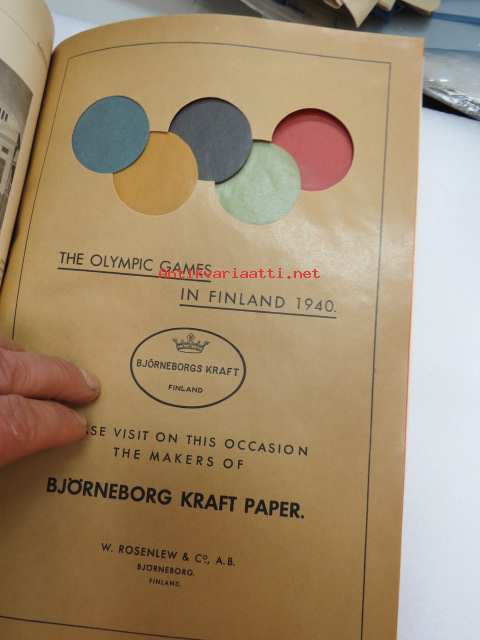 THE OLYMPIC GAMES
antikvariaatti.net
IN FINLAND 1940.
BJÖRNEBORGS KRAFT
FINLAND
SE VISIT ON THIS OCCASION
THE MAKERS OF
BJÖRNEBORG KRAFT PAPER.
W. ROSENLEW & Co., A.B.
BJÖRNEBORG.
FINLAND.